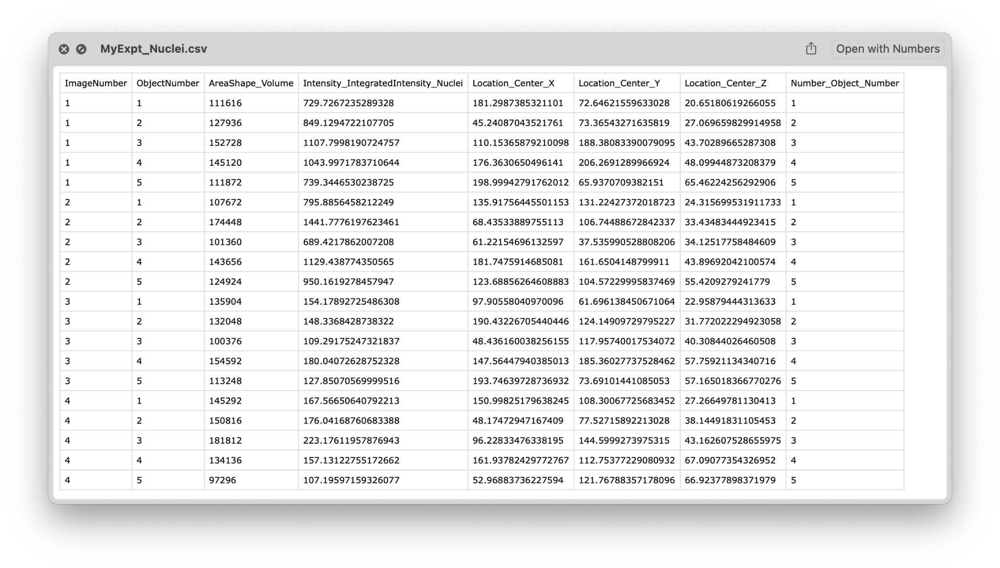 MyExpt_Nuclei.csv Open with Numbers
ImageNumber ObjectNumber AreaShape_Volume Intensity_IntegratedIntensity_Nuclei Location_Center_X Location_Center_Y Location_Center_Z Number_Object_Number
1 1 111616 729.7267235289328 181.2987385321101 72.64621559633028 20.65180619266055 1
1 2 127936 849.1294722107705 45.24087043521761 73.36543271635819 27.069659829914958 2
1 3 152728 1107.7998190724757 110.15365879210098 188.38083390079095 43.70289665287308 3
1 4 145120 1043.9971783710644 176.3630650496141 206.2691289966924 48.09944873208379 4
1 5 111872 739.3446530238725 198.99942791762012 65.9370709382151 65.46224256292906 5
2 1 107672 795.8856458212249 135.91756445501153 131.22427372018723 24.315699531911733 1
2 2 174448 1441.7776197623461 68.43533889755113 106.74488672842337 33.43483444923415 2
2 3 101360 689.4217862007208 61.22154696132597 37.535990528808206 34.12517758484609 3
2 4 143656 1129.438774350565 181.7475914685081 161.6504148799911 43.89692042100574 4
2 5 124924 950.1619278457947 123.68856264608883 104.57229995837469 55.4209279241779 5
3 1 135904 154.17892725486308 97.90558040970096 61.696138450671064 22.95879444313633 1
3 2 132048 148.3368428738322 190.43226705440446 124.14909729795227 31.772022294923058 2
3 3 100376 109.29175247321837 48.436160038256155 117.95740017534072 40.30844026460508 3
3 4 154592 180.04072628752328 147.56447940385013 185.36027737528462 57.75921134340716 4
3 5 113248 127.85070569999516 193.74639728736932 73.69101441085053 57.165018366770276 5
4 1 145292 167.56650640792213 150.99825179638245 108.30067725683452 27.26649781130413 1
4 2 150816 176.04168760683388 48.17472947167409 77.52715892213028 38.14491831105453 2
4 3 181812 223.17611957876943 96.22833476338195 144.5999273975315 43.162607528655975 3
4 4 134136 157.13122755172662 161.93782429772767 112.75377229080932 67.09077354326952 4
4 5 97296 107.19597159326077 52.96883736227594 121.76788357178096 66.92377898371979 5